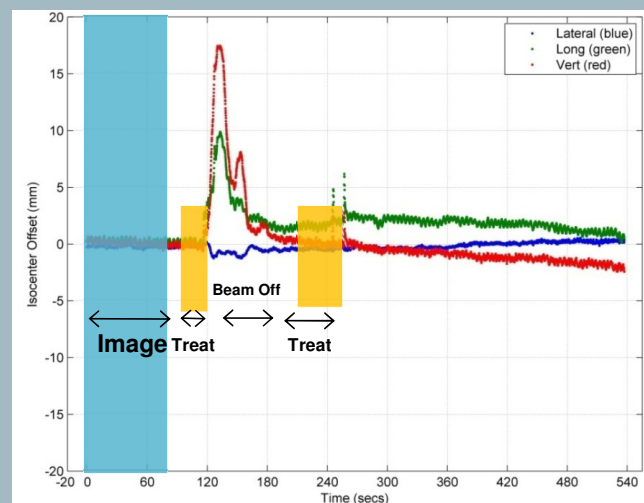 20
15
10
5
0
-5
-10
-15
-20
Isocenter Offset (mm)
Lateral (blue)
Long (green)
Vert (red)
Beam Off
Image Treat Treat
-20 0 60 120 180 240 300 360 420 480 540
Time (secs)